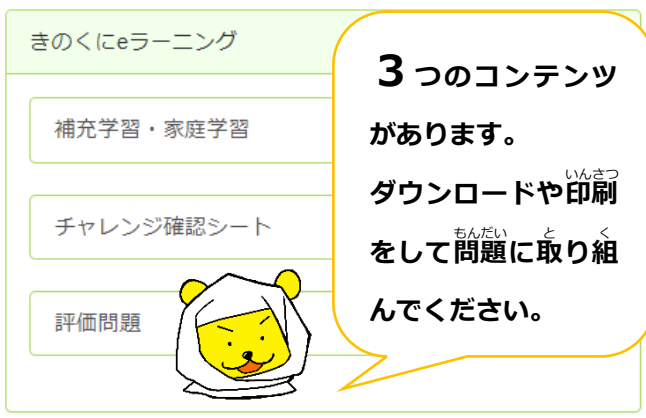 きのくにeラーニング
補充学習・家庭学習
チャレンジ確認シート
評価問題
3つのコンテンツ
があります。
いんさつ
ダウンロードや印刷
もんだい と く
をして問題に取り組
んでください。